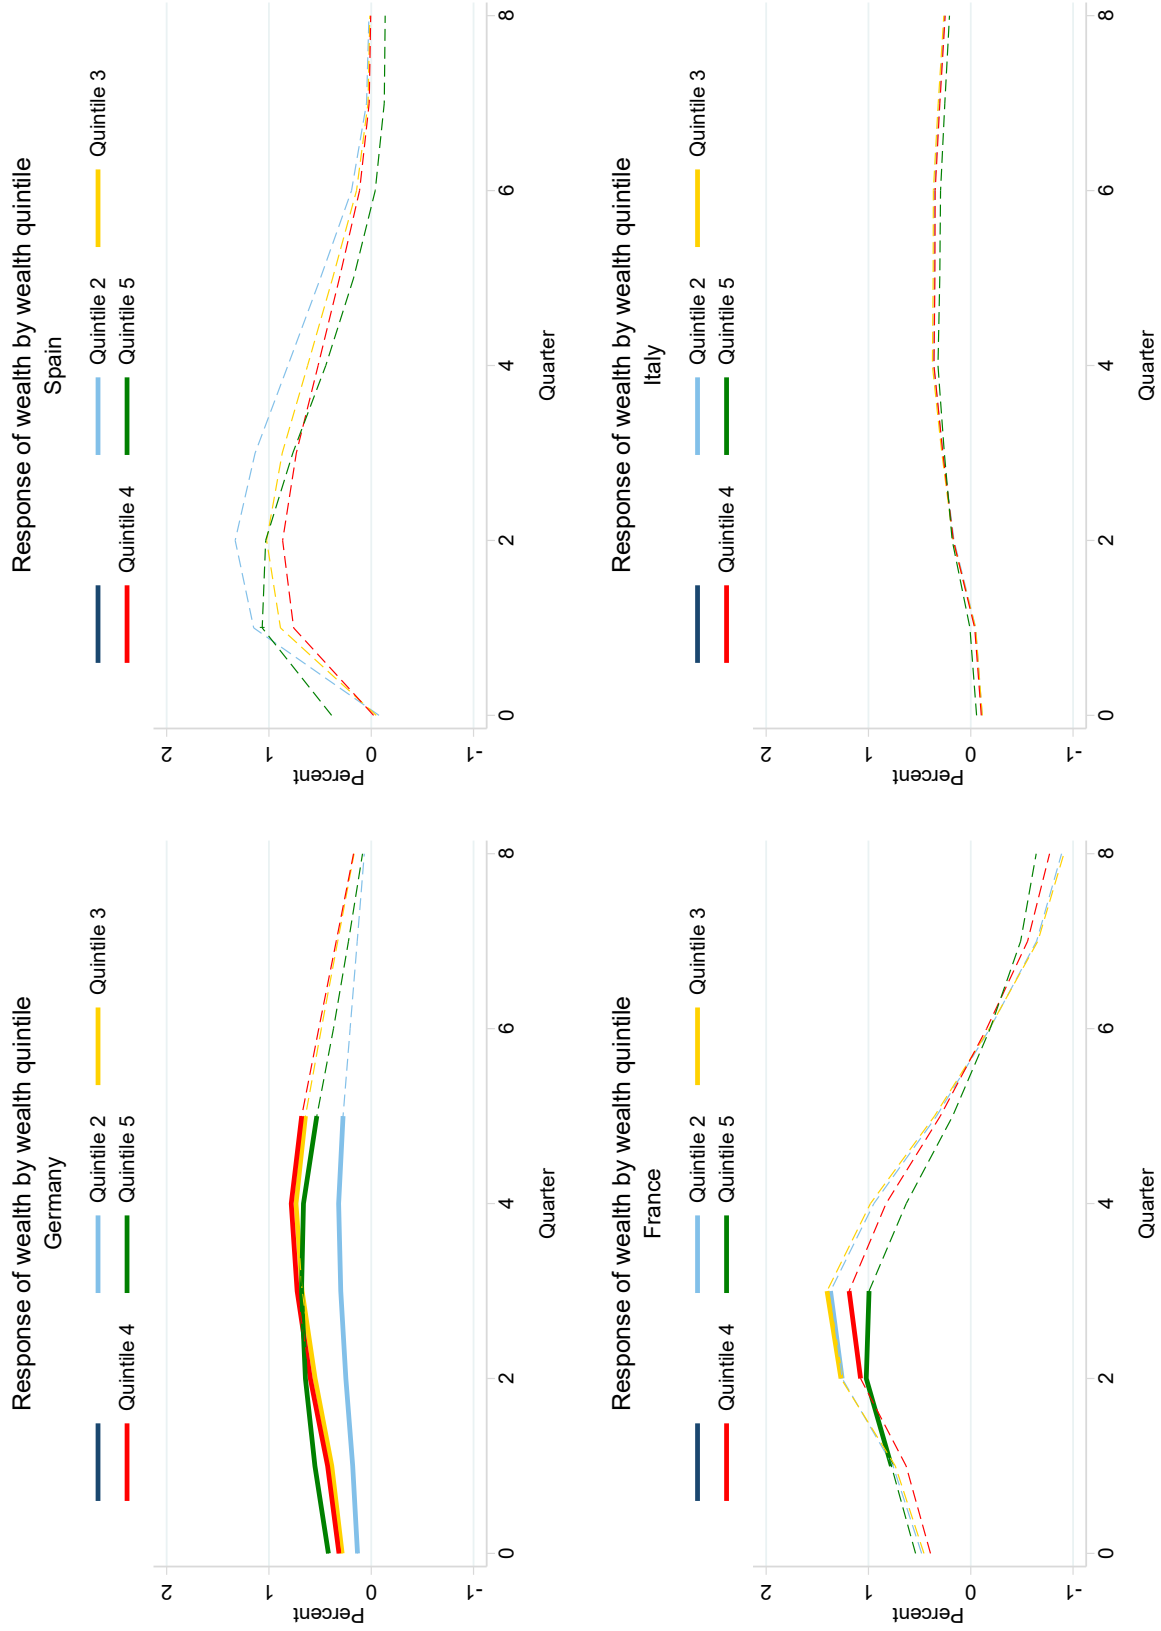 Response of wealth by wealth quintile
Germany
Quintile 2 Quintile 3
Quintile 4 Quintile 5
Percent
2
1
0
-1
0 2 4 6 8
Quarter
Response of wealth by wealth quintile
Spain
Quintile 2 Quintile 3
Quintile 4 Quintile 5
Percent
2
1
0
-1
0 2 4 6 8
Quarter
Response of wealth by wealth quintile
France
Quintile 2 Quintile 3
Quintile 4 Quintile 5
Percent
2
1
0
-1
0 2 4 6 8
Quarter
Response of wealth by wealth quintile
Italy
Quintile 2 Quintile 3
Quintile 4 Quintile 5
Percent
2
1
0
-1
0 2 4 6 8
Quarter